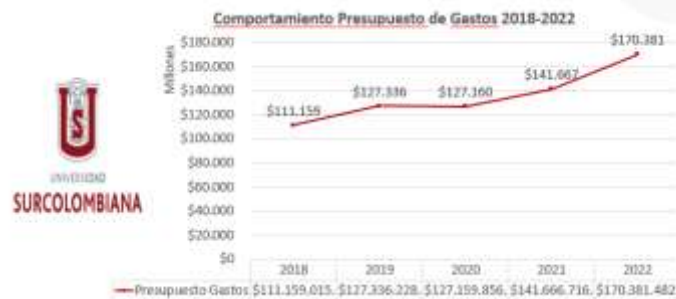 Comportamiento Presupuesto de Gastos 2018-2022
Millones
$180.000
$160.000
$140.000
$120.000
$100.000
$80.000
$60.000
$40.000
$20.000
$0
$111.159
$127.336
$127.160
$141.667
$170.381
2018 2019 2020 2021 2022
Presupuesto Gastos $111.159.015, $127.336.228, $127.159.856, $141.666.716, $170.381.482
UNIVERSIDAD
SURCOLOMBIANA